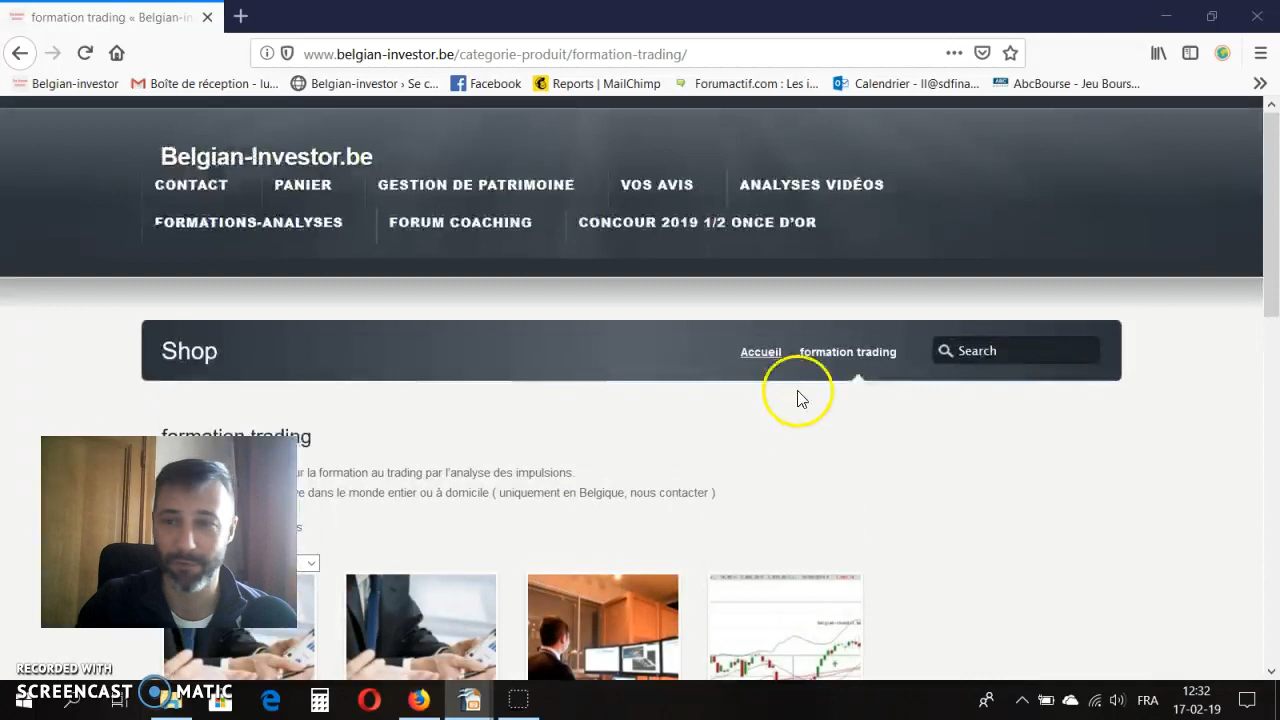 formation trading « Belgian-in
www.belgian-investor.be/categorie-produit/formation-trading/
Belgian-investor
Boîte de réception - lu...
Belgian-investor › Se c...
Facebook
Reports | MailChimp
Forumactif.com : Les i...
Calendrier - ll@sdfina...
AbcBourse - Jeu Bours...
Belgian-Investor.be
CONTACT
PANIER
GESTION DE PATRIMOINE
VOS AVIS
ANALYSES VIDÉOS
FORMATIONS-ANALYSES
FORUM COACHING
CONCOUR 2019 1/2 ONCE D'OR
Shop
Accueil
formation trading
Search
formation trading
ur la formation au trading par l'analyse des impulsions.
ve dans le monde entier ou à domicile ( uniquement en Belgique, nous contacter )
RECORDED WITH
SCREENCAST MATIC
FRA
12:32
17-02-19